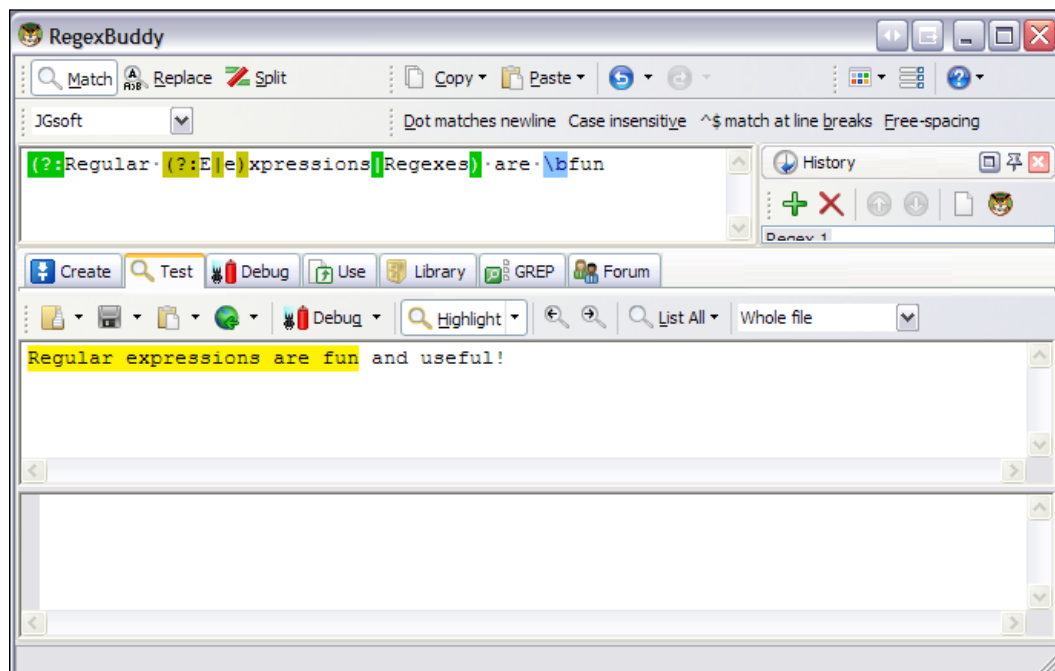 RegexBuddy
Match Replace Split Copy Paste
JGsoft Dot matches newline Case insensitive ^$ match at line breaks Free-spacing
(?:Regular·(?:E|e)xpressions|Regexes)·are·\bfun
History
Regex 1
Create Test Debug Use Library GREP Forum
Debug Highlight List All Whole file
Regular expressions are fun and useful!